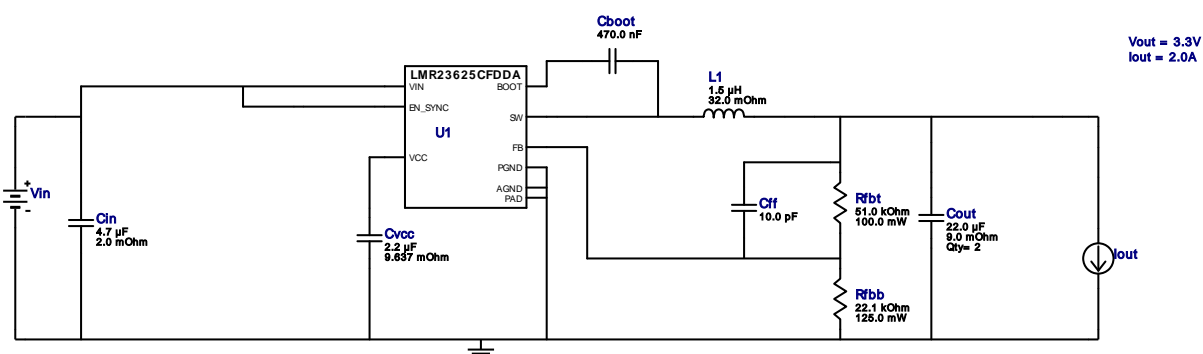 Cboot
470.0 nF
Vout = 3.3V
Iout = 2.0A
LMR23625CFDDA
VIN
BOOT
L1
1.5 µH
32.0 mOhm
EN_SYNC
SW
U1
FB
VCC
PGND
AGND
PAD
Vin
+
-
Cin
4.7 µF
2.0 mOhm
Cvcc
2.2 µF
9.637 mOhm
Cff
10.0 pF
Rfbt
51.0 kOhm
100.0 mW
Cout
22.0 µF
9.0 mOhm
Qty= 2
Iout
Rfbb
22.1 kOhm
125.0 mW